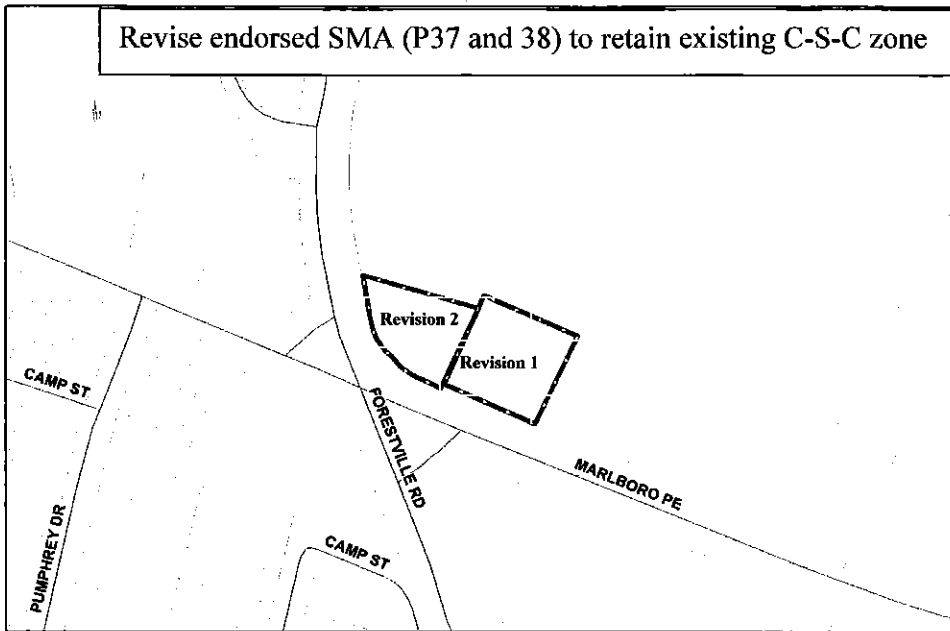 Revise endorsed SMA (P37 and 38) to retain existing C-S-C zone
Revision 2
Revision 1
CAMP ST
FORESTVILLE RD
MARLBORO PE
PUMPHREY DR
CAMP ST